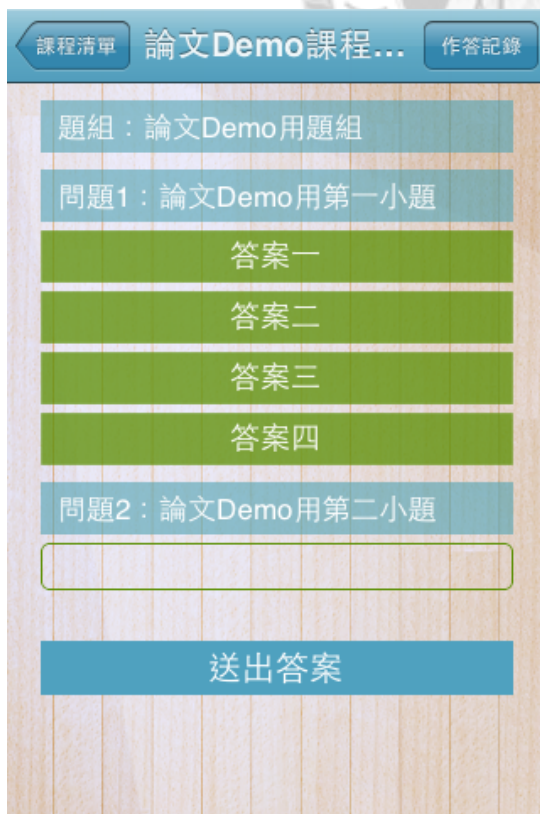 課程清單 論文Demo課程... 作答記錄
題組：論文Demo用題組
問題1：論文Demo用第一小題
答案一
答案二
答案三
答案四
問題2：論文Demo用第二小題
送出答案